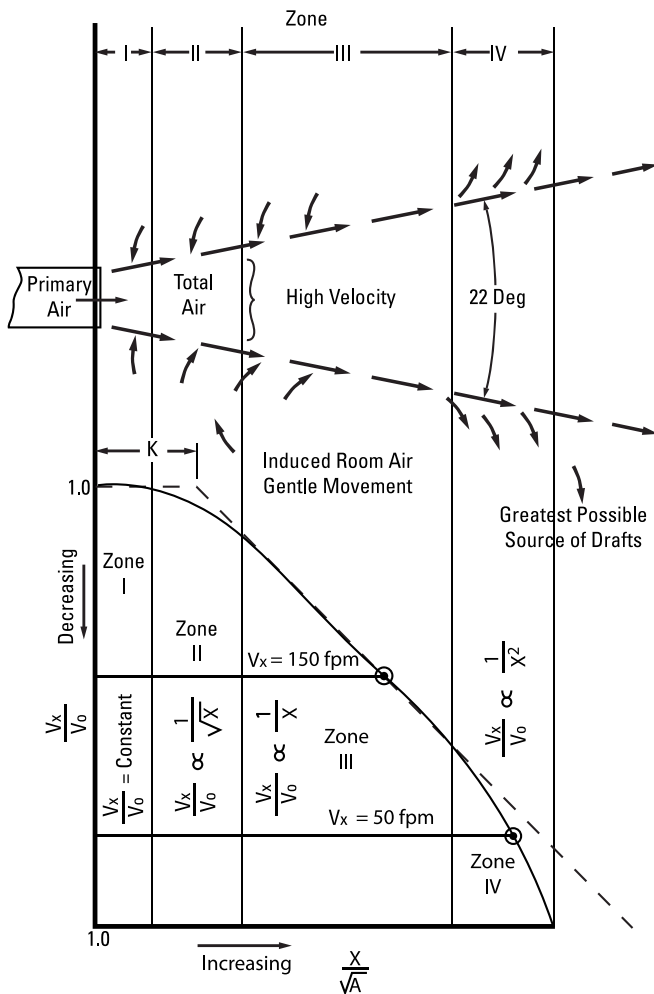 Zone
I
II
III
IV
Primary
Air
Total
Air
High Velocity
22 Deg
K
Induced Room Air
Gentle Movement
Greatest Possible
Source of Drafts
1.0
Decreasing
Zone
I
Zone
II
Vx = 150 fpm
Vx/Vo
Vx/Vo = Constant
Vx/Vo ∝ 1/√X
Vx/Vo ∝ 1/X
Zone
III
Vx/Vo ∝ 1/X²
Vx = 50 fpm
Zone
IV
1.0
Increasing
X/√A